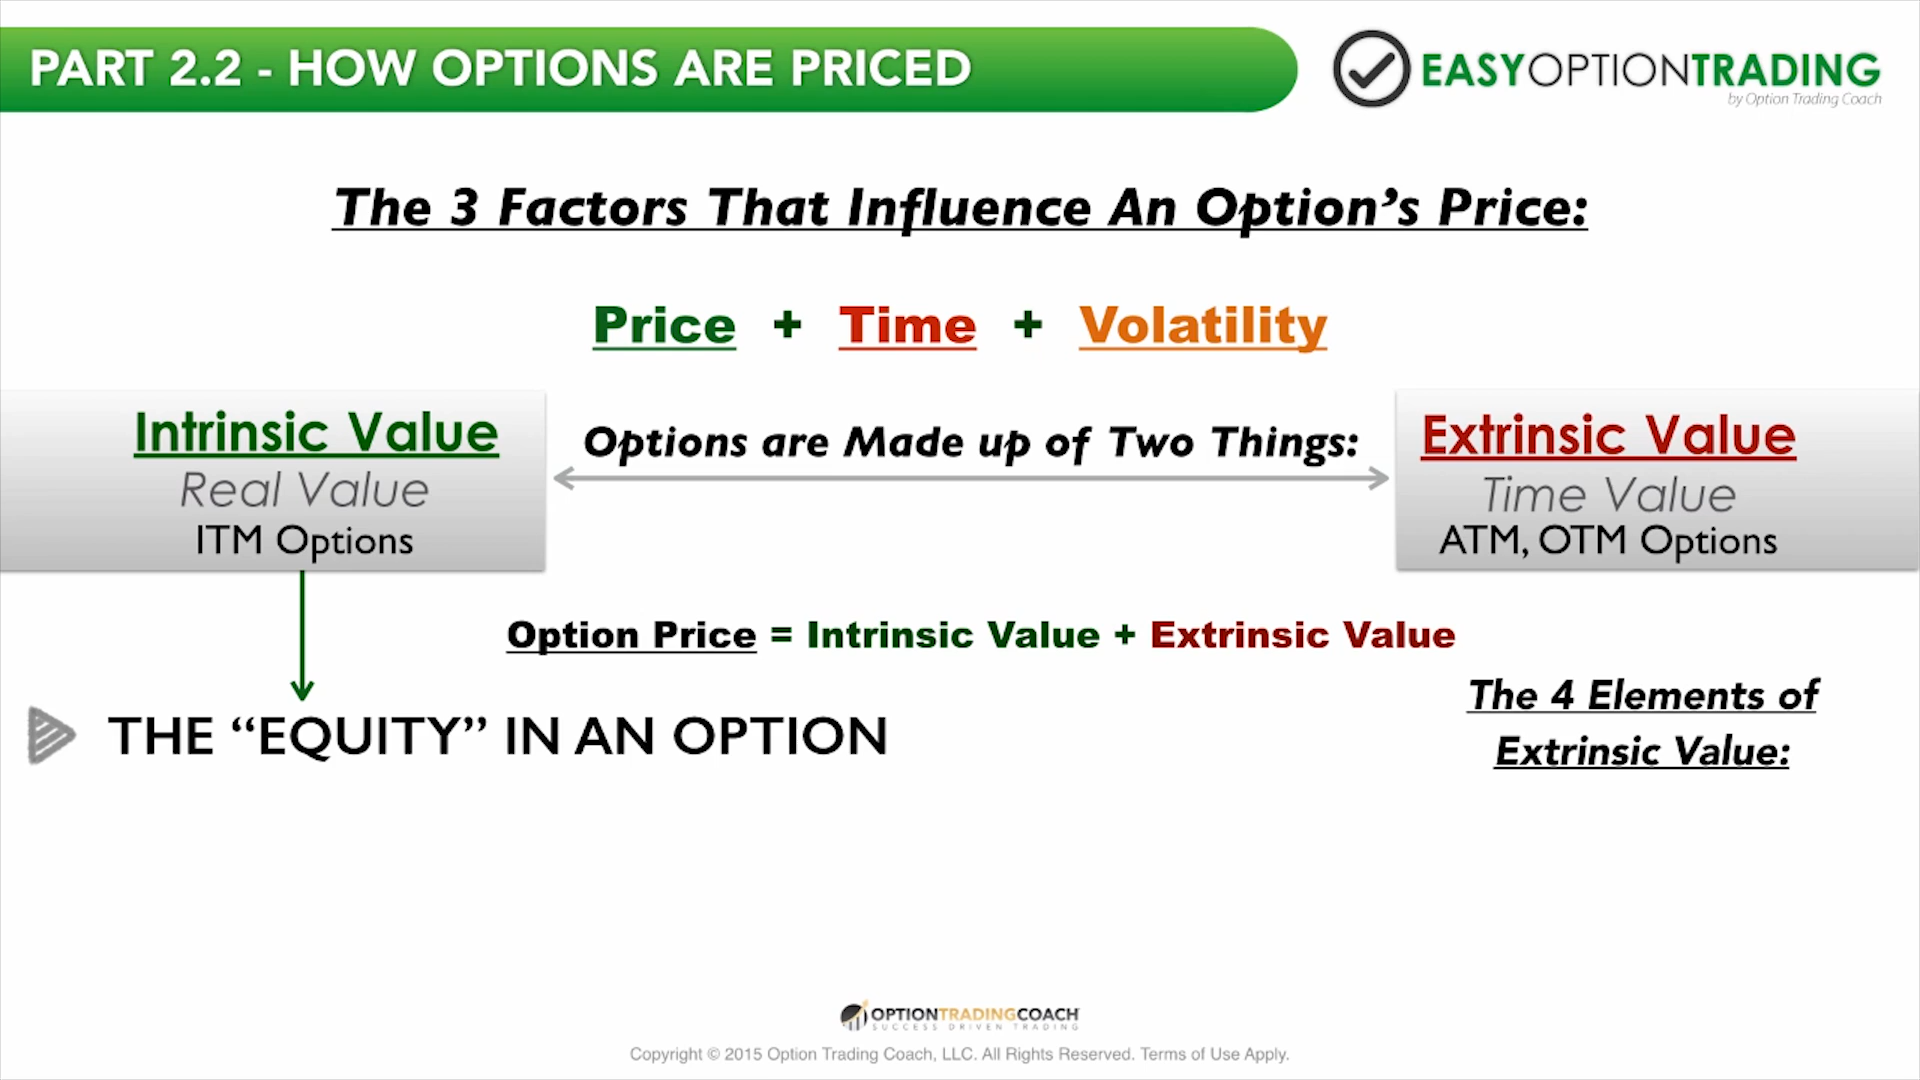 PART 2.2 - HOW OPTIONS ARE PRICED
EASYOPTIONTRADING
by Option Trading Coach
The 3 Factors That Influence An Option’s Price:
Price + Time + Volatility
Intrinsic Value
Real Value
ITM Options
Options are Made up of Two Things:
Extrinsic Value
Time Value
ATM, OTM Options
Option Price = Intrinsic Value + Extrinsic Value
THE “EQUITY” IN AN OPTION
The 4 Elements of
Extrinsic Value:
OPTIONTRADINGCOACH
SUCCESS DRIVEN TRADING
Copyright © 2015 Option Trading Coach, LLC. All Rights Reserved. Terms of Use Apply.